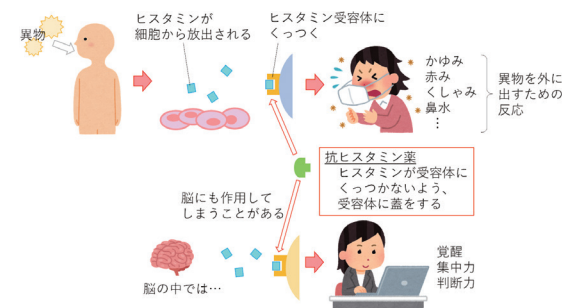 異物
ヒスタミンが
細胞から放出される
ヒスタミン受容体に
くっつく
かゆみ
赤み
くしゃみ
鼻水
…
異物を外に
出すための
反応
抗ヒスタミン薬
ヒスタミンが受容体に
くっつかないよう、
受容体に蓋をする
脳にも作用して
しまうことがある
脳の中では…
覚醒
集中力
判断力